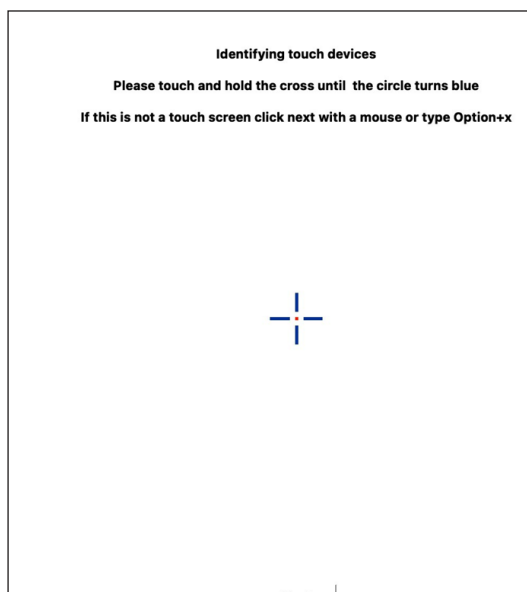 Identifying touch devices
Please touch and hold the cross until  the circle turns blue
If this is not a touch screen click next with a mouse or type Option+x